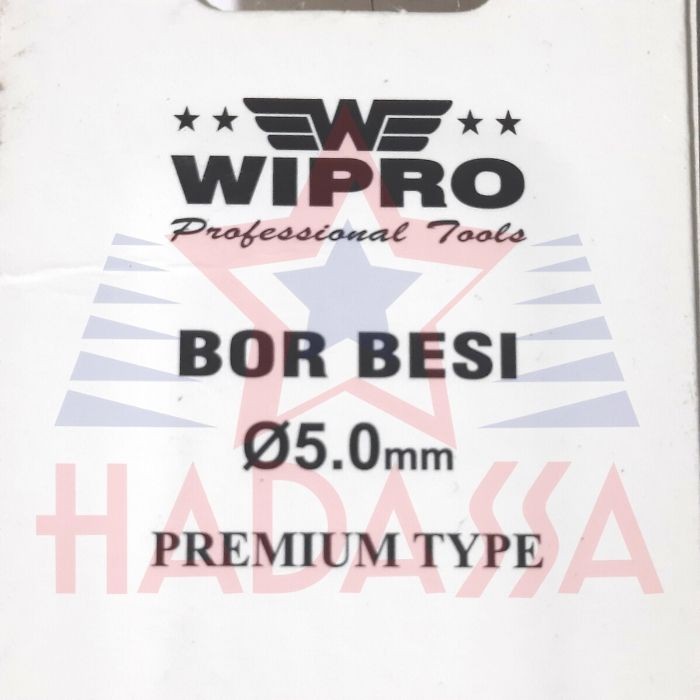 WIPRO
Professional Tools
BOR BESI
Ø5.0mm
HADASSA
PREMIUM TYPE